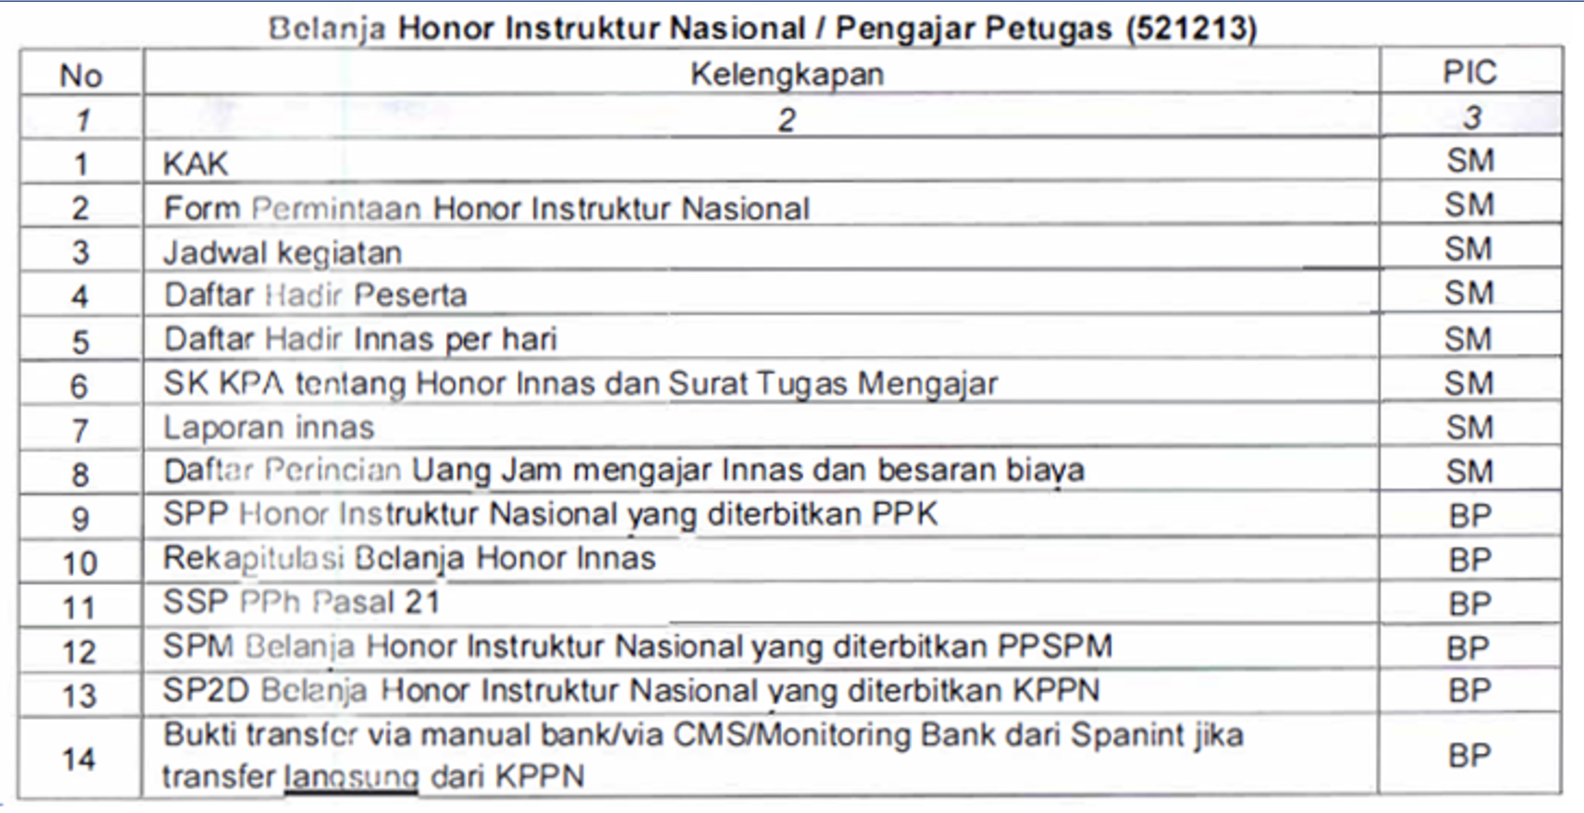 Belanja Honor Instruktur Nasional / Pengajar Petugas (521213)
No Kelengkapan PIC
1 2 3
1 KAK SM
2 Form Permintaan Honor Instruktur Nasional SM
3 Jadwal kegiatan SM
4 Daftar Hadir Peserta SM
5 Daftar Hadir Innas per hari SM
6 SK KPA tentang Honor Innas dan Surat Tugas Mengajar SM
7 Laporan innas SM
8 Daftar Perincian Uang Jam mengajar Innas dan besaran biaya SM
9 SPP Honor Instruktur Nasional yang diterbitkan PPK BP
10 Rekapitulasi Belanja Honor Innas BP
11 SSP PPh Pasal 21 BP
12 SPM Belanja Honor Instruktur Nasional yang diterbitkan PPSPM BP
13 SP2D Belanja Honor Instruktur Nasional yang diterbitkan KPPN BP
14 Bukti transfer via manual bank/via CMS/Monitoring Bank dari Spanint jika BP
transfer langsung dari KPPN